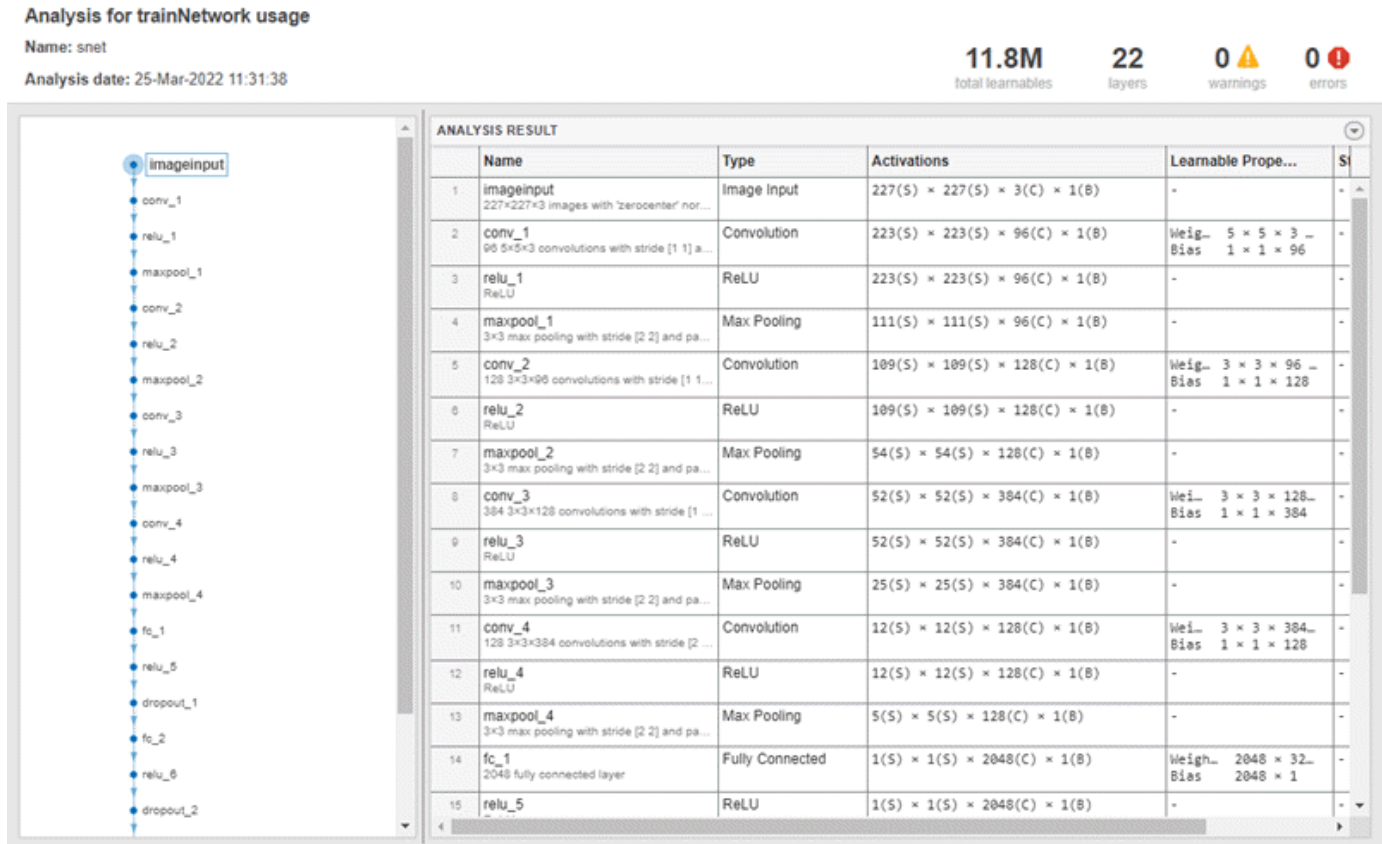 Analysis for trainNetwork usage
Name: snet
Analysis date: 25-Mar-2022 11:31:38
11.8M
total learnables
22
layers
0
warnings
0
errors
imageinput
conv_1
relu_1
maxpool_1
conv_2
relu_2
maxpool_2
conv_3
relu_3
maxpool_3
conv_4
relu_4
maxpool_4
fc_1
relu_5
dropout_1
fc_2
relu_6
dropout_2
ANALYSIS RESULT
Name Type Activations Learnable Prope... St
1 imageinput Image Input 227(S) × 227(S) × 3(C) × 1(B) - -
227×227×3 images with 'zerocenter' nor...
2 conv_1 Convolution 223(S) × 223(S) × 96(C) × 1(B) Weig… 5 × 5 × 3 … -
96 5×5×3 convolutions with stride [1 1] a... Bias 1 × 1 × 96
3 relu_1 ReLU 223(S) × 223(S) × 96(C) × 1(B) - -
ReLU
4 maxpool_1 Max Pooling 111(S) × 111(S) × 96(C) × 1(B) - -
3×3 max pooling with stride [2 2] and pa...
5 conv_2 Convolution 109(S) × 109(S) × 128(C) × 1(B) Weig… 3 × 3 × 96 … -
128 3×3×96 convolutions with stride [1 1... Bias 1 × 1 × 128
6 relu_2 ReLU 109(S) × 109(S) × 128(C) × 1(B) - -
ReLU
7 maxpool_2 Max Pooling 54(S) × 54(S) × 128(C) × 1(B) - -
3×3 max pooling with stride [2 2] and pa...
8 conv_3 Convolution 52(S) × 52(S) × 384(C) × 1(B) Wei… 3 × 3 × 128… -
384 3×3×128 convolutions with stride [1 ... Bias 1 × 1 × 384
9 relu_3 ReLU 52(S) × 52(S) × 384(C) × 1(B) - -
ReLU
10 maxpool_3 Max Pooling 25(S) × 25(S) × 384(C) × 1(B) - -
3×3 max pooling with stride [2 2] and pa...
11 conv_4 Convolution 12(S) × 12(S) × 128(C) × 1(B) Wei… 3 × 3 × 384… -
128 3×3×384 convolutions with stride [2 ... Bias 1 × 1 × 128
12 relu_4 ReLU 12(S) × 12(S) × 128(C) × 1(B) - -
ReLU
13 maxpool_4 Max Pooling 5(S) × 5(S) × 128(C) × 1(B) - -
3×3 max pooling with stride [2 2] and pa...
14 fc_1 Fully Connected 1(S) × 1(S) × 2048(C) × 1(B) Weigh… 2048 × 32… -
2048 fully connected layer Bias 2048 × 1
15 relu_5 ReLU 1(S) × 1(S) × 2048(C) × 1(B) - -